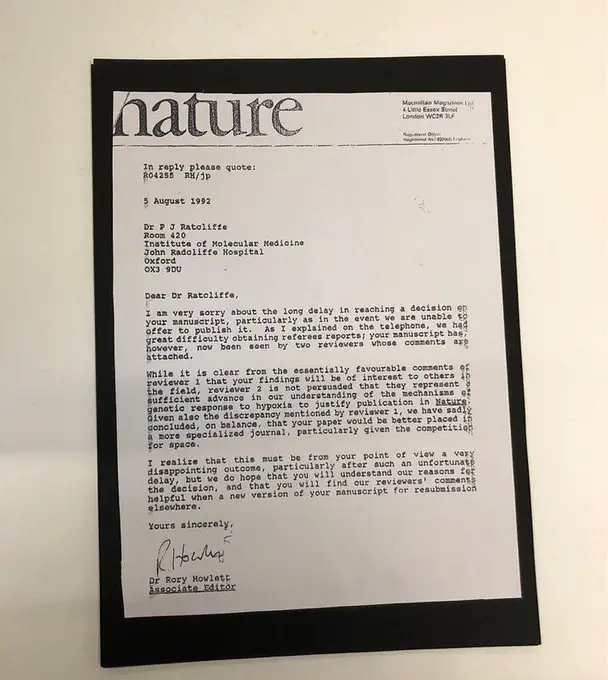 nature
Macmillan Magazines Ltd
4 Little Essex Street
London WC2R 3LF
Registered Office
In reply please quote:
R04255 RH/jp
5 August 1992
Dr P J Ratcliffe
Room 420
Institute of Molecular Medicine
John Radcliffe Hospital
Oxford
OX3 9DU
Dear Dr Ratcliffe,
I am very sorry about the long delay in reaching a decision on
your manuscript, particularly as in the event we are unable to
offer to publish it. As I explained on the telephone, we had
great difficulty obtaining referees reports; your manuscript has,
however, now been seen by two reviewers whose comments are
attached.
While it is clear from the essentially favourable comments of
reviewer 1 that your findings will be of interest to others in
the field, reviewer 2 is not persuaded that they represent a
sufficient advance in our understanding of the mechanisms of
genetic response to hypoxia to justify publication in Nature.
Given also the discrepancy mentioned by reviewer 1, we have sadly
concluded, on balance, that your paper would be better placed in
a more specialized journal, particularly given the competition
for space.
I realize that this must be from your point of view a very
disappointing outcome, particularly after such an unfortunate
delay, but we do hope that you will understand our reasons for
the decision, and that you will find our reviewers' comments
helpful when a new version of your manuscript for resubmission
elsewhere.
Yours sincerely,
R. Howlett
Dr Rory Howlett
Associate Editor